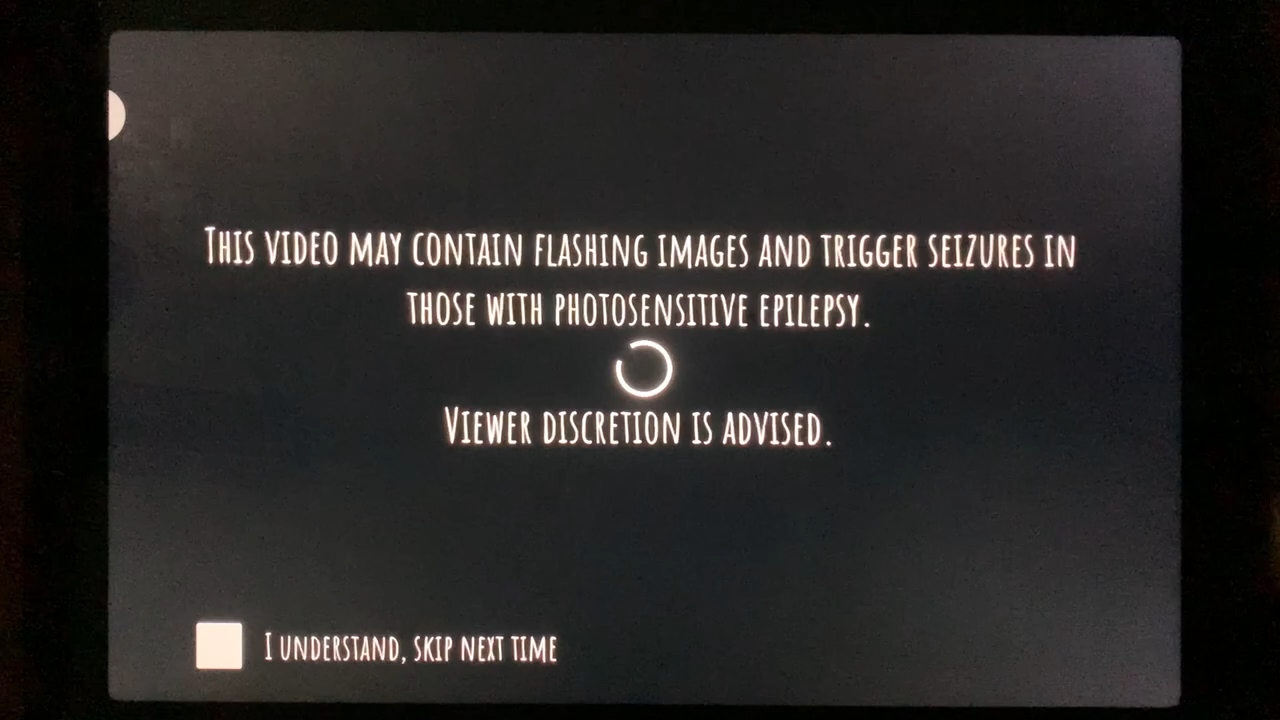 This video may contain flashing images and trigger seizures in
those with photosensitive epilepsy.
Viewer discretion is advised.
I understand, skip next time